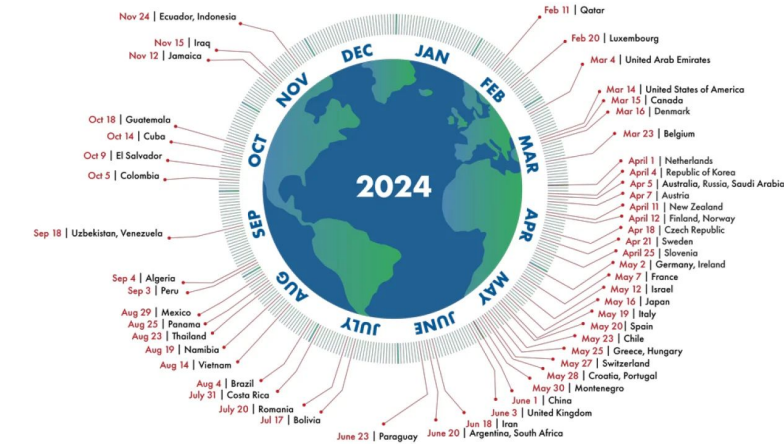 2024
JAN
FEB
MAR
APR
MAY
JUNE
JULY
AUG
SEP
OCT
NOV
DEC
Feb 11 | Qatar
Feb 20 | Luxembourg
Mar 4 | United Arab Emirates
Mar 14 | United States of America
Mar 15 | Canada
Mar 16 | Denmark
Mar 23 | Belgium
April 1 | Netherlands
April 4 | Republic of Korea
Apr 5 | Australia, Russia, Saudi Arabia
Apr 7 | Austria
April 11 | New Zealand
April 12 | Finland, Norway
Apr 18 | Czech Republic
Apr 21 | Sweden
April 25 | Slovenia
May 2 | Germany, Ireland
May 7 | France
May 12 | Israel
May 16 | Japan
May 19 | Italy
May 20 | Spain
May 23 | Chile
May 25 | Greece, Hungary
May 27 | Switzerland
May 28 | Croatia, Portugal
May 30 | Montenegro
June 1 | China
June 3 | United Kingdom
Jun 18 | Iran
June 20 | Argentina, South Africa
June 23 | Paraguay
Jul 17 | Bolivia
July 20 | Romania
July 31 | Costa Rica
Aug 4 | Brazil
Aug 14 | Vietnam
Aug 19 | Namibia
Aug 23 | Thailand
Aug 25 | Panama
Aug 29 | Mexico
Sep 3 | Peru
Sep 4 | Algeria
Sep 18 | Uzbekistan, Venezuela
Oct 5 | Colombia
Oct 9 | El Salvador
Oct 14 | Cuba
Oct 18 | Guatemala
Nov 12 | Jamaica
Nov 15 | Iraq
Nov 24 | Ecuador, Indonesia